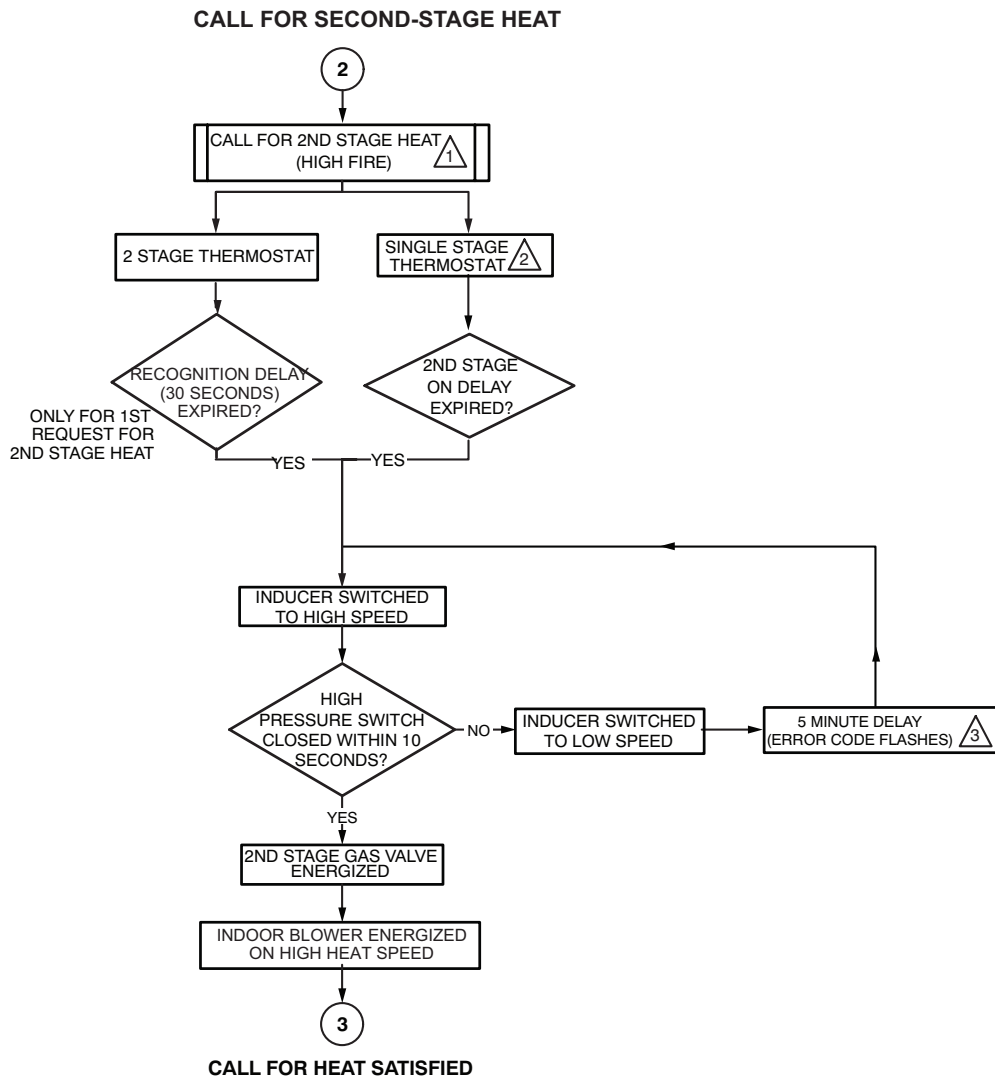 CALL FOR SECOND-STAGE HEAT
2
CALL FOR 2ND STAGE HEAT
(HIGH FIRE)
1
2 STAGE THERMOSTAT
SINGLE STAGE
THERMOSTAT
2
RECOGNITION DELAY
(30 SECONDS)
EXPIRED?
ONLY FOR 1ST
REQUEST FOR
2ND STAGE HEAT
2ND STAGE
ON DELAY
EXPIRED?
YES
YES
INDUCER SWITCHED
TO HIGH SPEED
HIGH
PRESSURE SWITCH
CLOSED WITHIN 10
SECONDS?
NO
INDUCER SWITCHED
TO LOW SPEED
5 MINUTE DELAY
(ERROR CODE FLASHES)
3
YES
2ND STAGE GAS VALVE
ENERGIZED
INDOOR BLOWER ENERGIZED
ON HIGH HEAT SPEED
3
CALL FOR HEAT SATISFIED